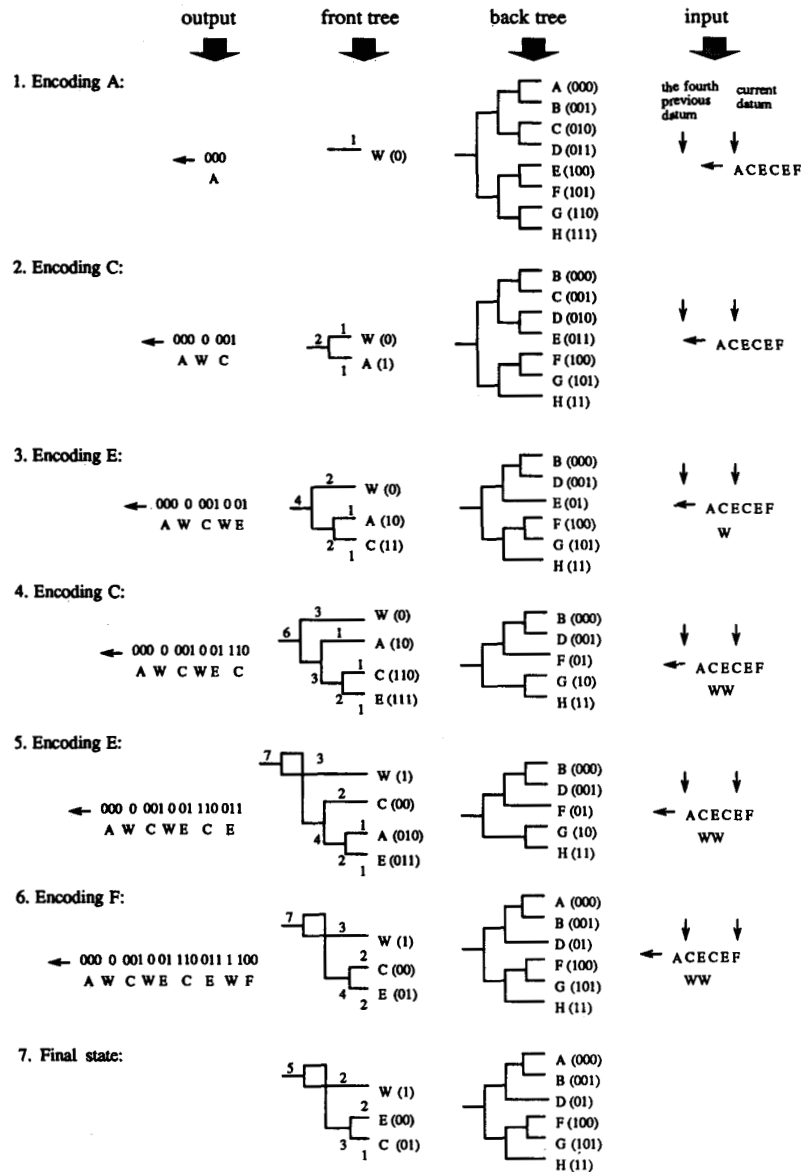 output front tree back tree input
1. Encoding A:
the fourth previous datum
current datum
000
A
1
W (0)
A (000)
B (001)
C (010)
D (011)
E (100)
F (101)
G (110)
H (111)
A C E C E F
2. Encoding C:
000 0 001
A W C
2
1
W (0)
A (1)
1
B (000)
C (001)
D (010)
E (011)
F (100)
G (101)
H (11)
A C E C E F
3. Encoding E:
000 0 001 0 01
A W C W E
4
2
W (0)
1
A (10)
C (11)
2
1
B (000)
D (001)
E (01)
F (100)
G (101)
H (11)
A C E C E F
W
4. Encoding C:
000 0 001 0 01 110
A W C W E C
6
3
W (0)
1
A (10)
3
1
C (110)
E (111)
2
1
B (000)
D (001)
F (01)
G (10)
H (11)
A C E C E F
WW
5. Encoding E:
000 0 001 0 01 110 011
A W C W E C E
7
3
W (1)
2
C (00)
4
1
A (010)
E (011)
2
1
B (000)
D (001)
F (01)
G (10)
H (11)
A C E C E F
WW
6. Encoding F:
000 0 001 0 01 110 011 1 100
A W C W E C E W F
7
3
W (1)
2
C (00)
E (01)
4
2
A (000)
B (001)
D (01)
F (100)
G (101)
H (11)
A C E C E F
WW
7. Final state:
5
2
W (1)
2
E (00)
C (01)
3
1
A (000)
B (001)
D (01)
F (100)
G (101)
H (11)